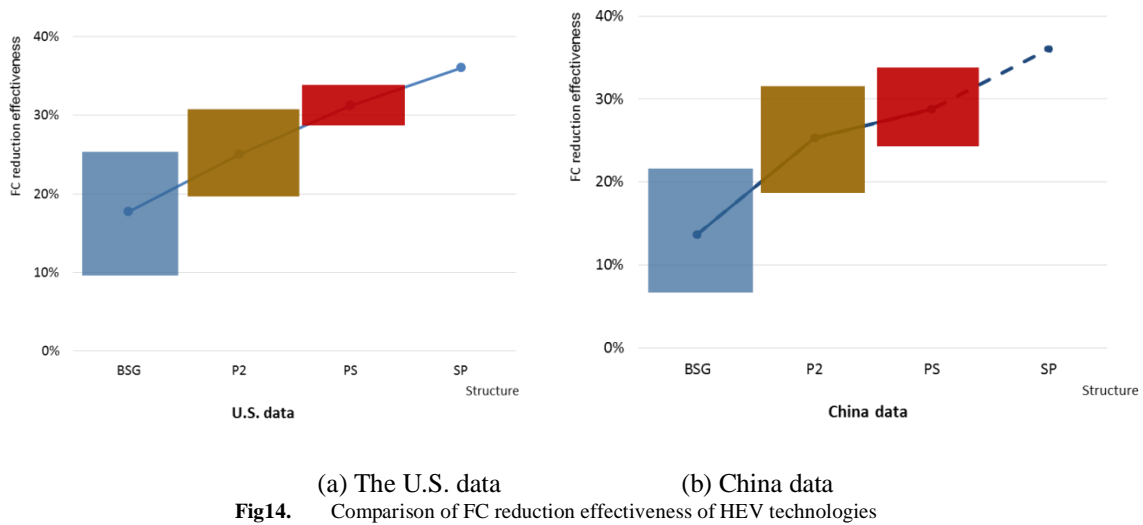 FC reduction effectiveness
40%
30%
20%
10%
0%
BSG P2 PS SP
Structure
U.S. data
FC reduction effectiveness
40%
30%
20%
10%
0%
BSG P2 PS SP
Structure
China data
(a) The U.S. data (b) China data
Fig14. Comparison of FC reduction effectiveness of HEV technologies